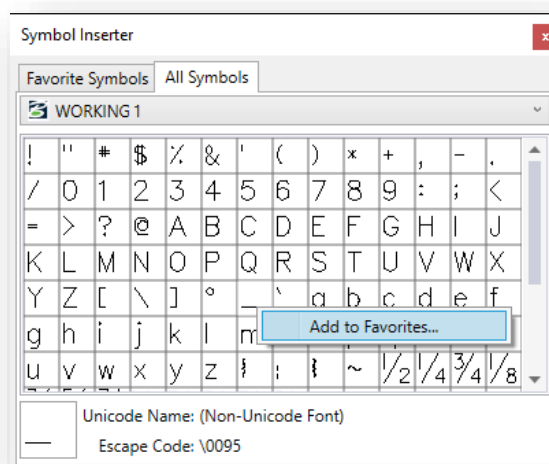 Symbol Inserter x
Favorite Symbols All Symbols
WORKING 1
! " # $ % & ' ( ) * + , - .
/ 0 1 2 3 4 5 6 7 8 9 : ; <
= > ? @ A B C D E F G H I J
K L M N O P Q R S T U V W X
Y Z [ \ ] ° _ ` a b c d e f
g h i j k l m
Add to Favorites...
u v w x y z { ¦ } ~ 1/2 1/4 3/4 1/8
Unicode Name: (Non-Unicode Font)
Escape Code: \0095